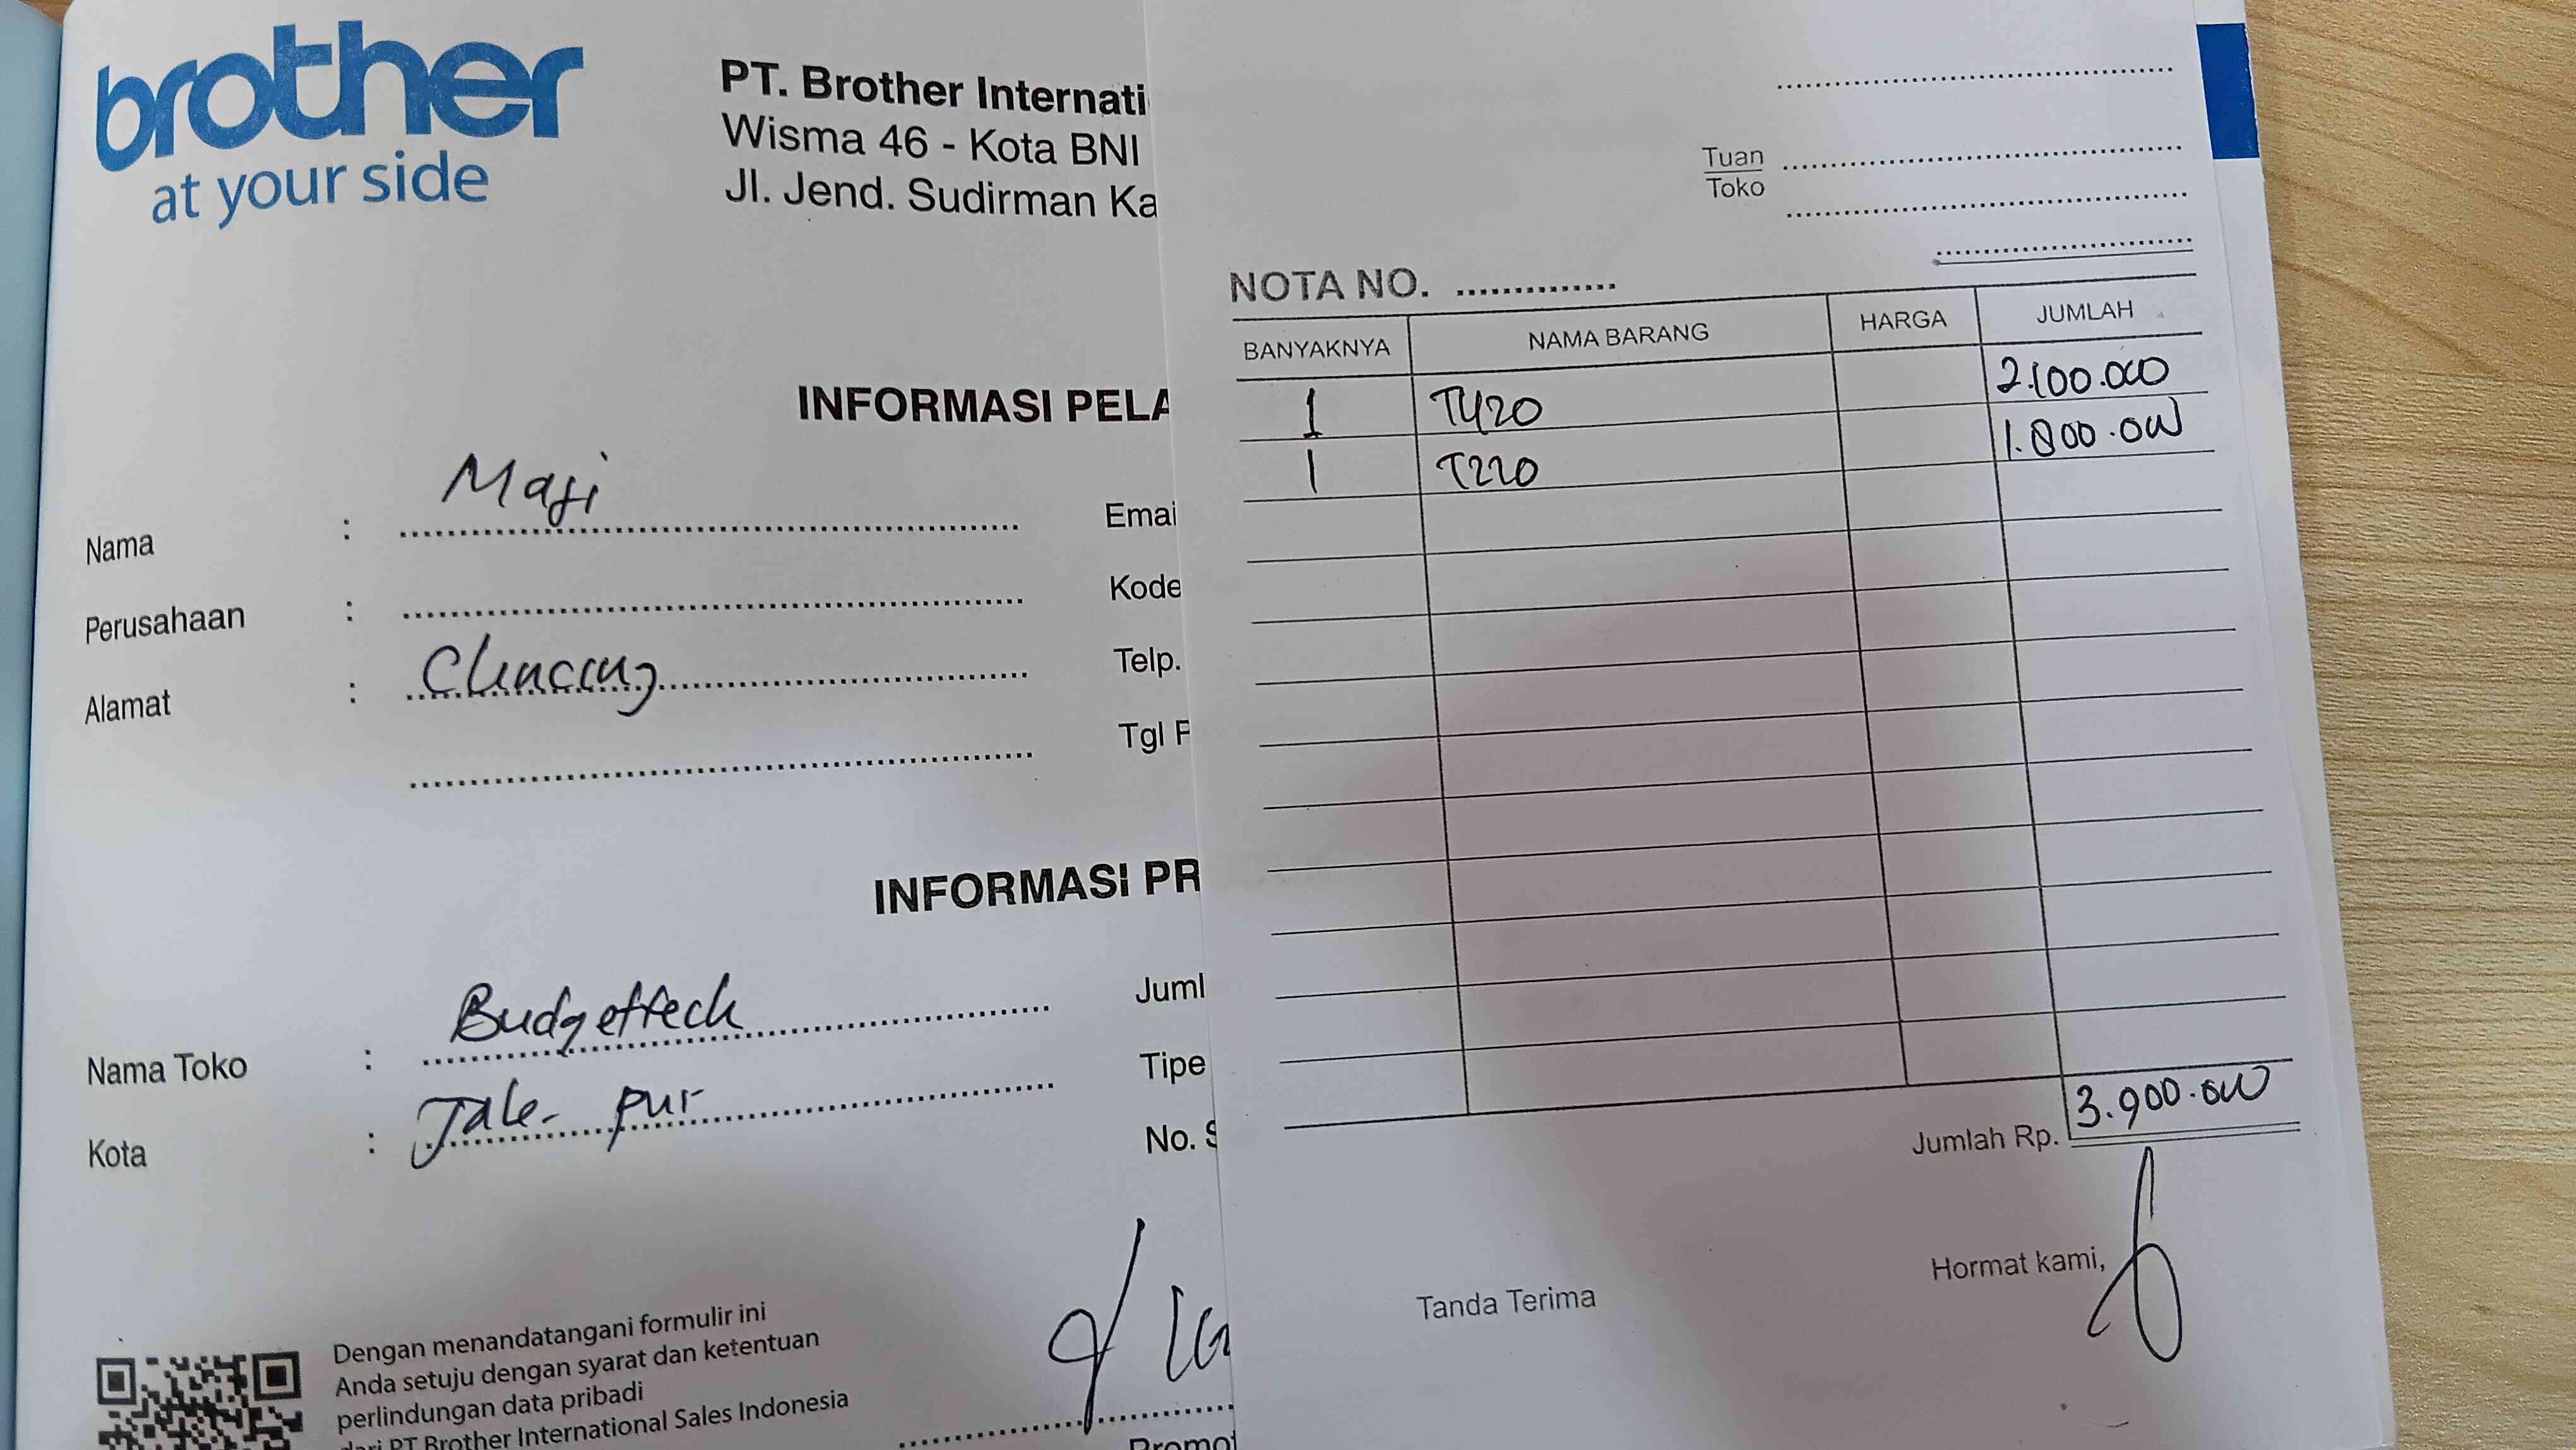 brother
at your side
PT. Brother Internati
Wisma 46 - Kota BNI
Jl. Jend. Sudirman Ka
INFORMASI PELA
Nama :
Emai
Perusahaan :
Kode
Alamat : Clincing
Telp.
Tgl F
INFORMASI PR
Nama Toko : Budgettech
Juml
Kota :
Tipe
No. S
Dengan menandatangani formulir ini
Anda setuju dengan syarat dan ketentuan
perlindungan data pribadi
dari PT Brother International Sales Indonesia
Promot
Tuan
Toko
NOTA NO.
BANYAKNYA NAMA BARANG HARGA JUMLAH
1 T420 2.100.000
1 T220 1.800.000
Jumlah Rp. 3.900.000
Tanda Terima
Hormat kami,